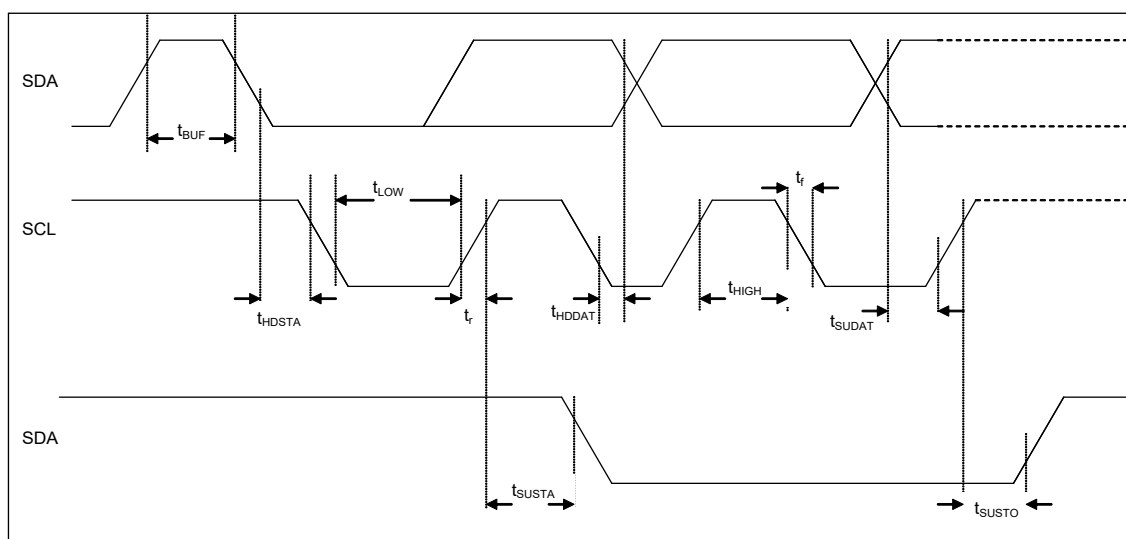 SDA
tBUF
tLOW
tf
SCL
tHDSTA
tr
tHDDAT
tHIGH
tSUDAT
SDA
tSUSTA
tSUSTO